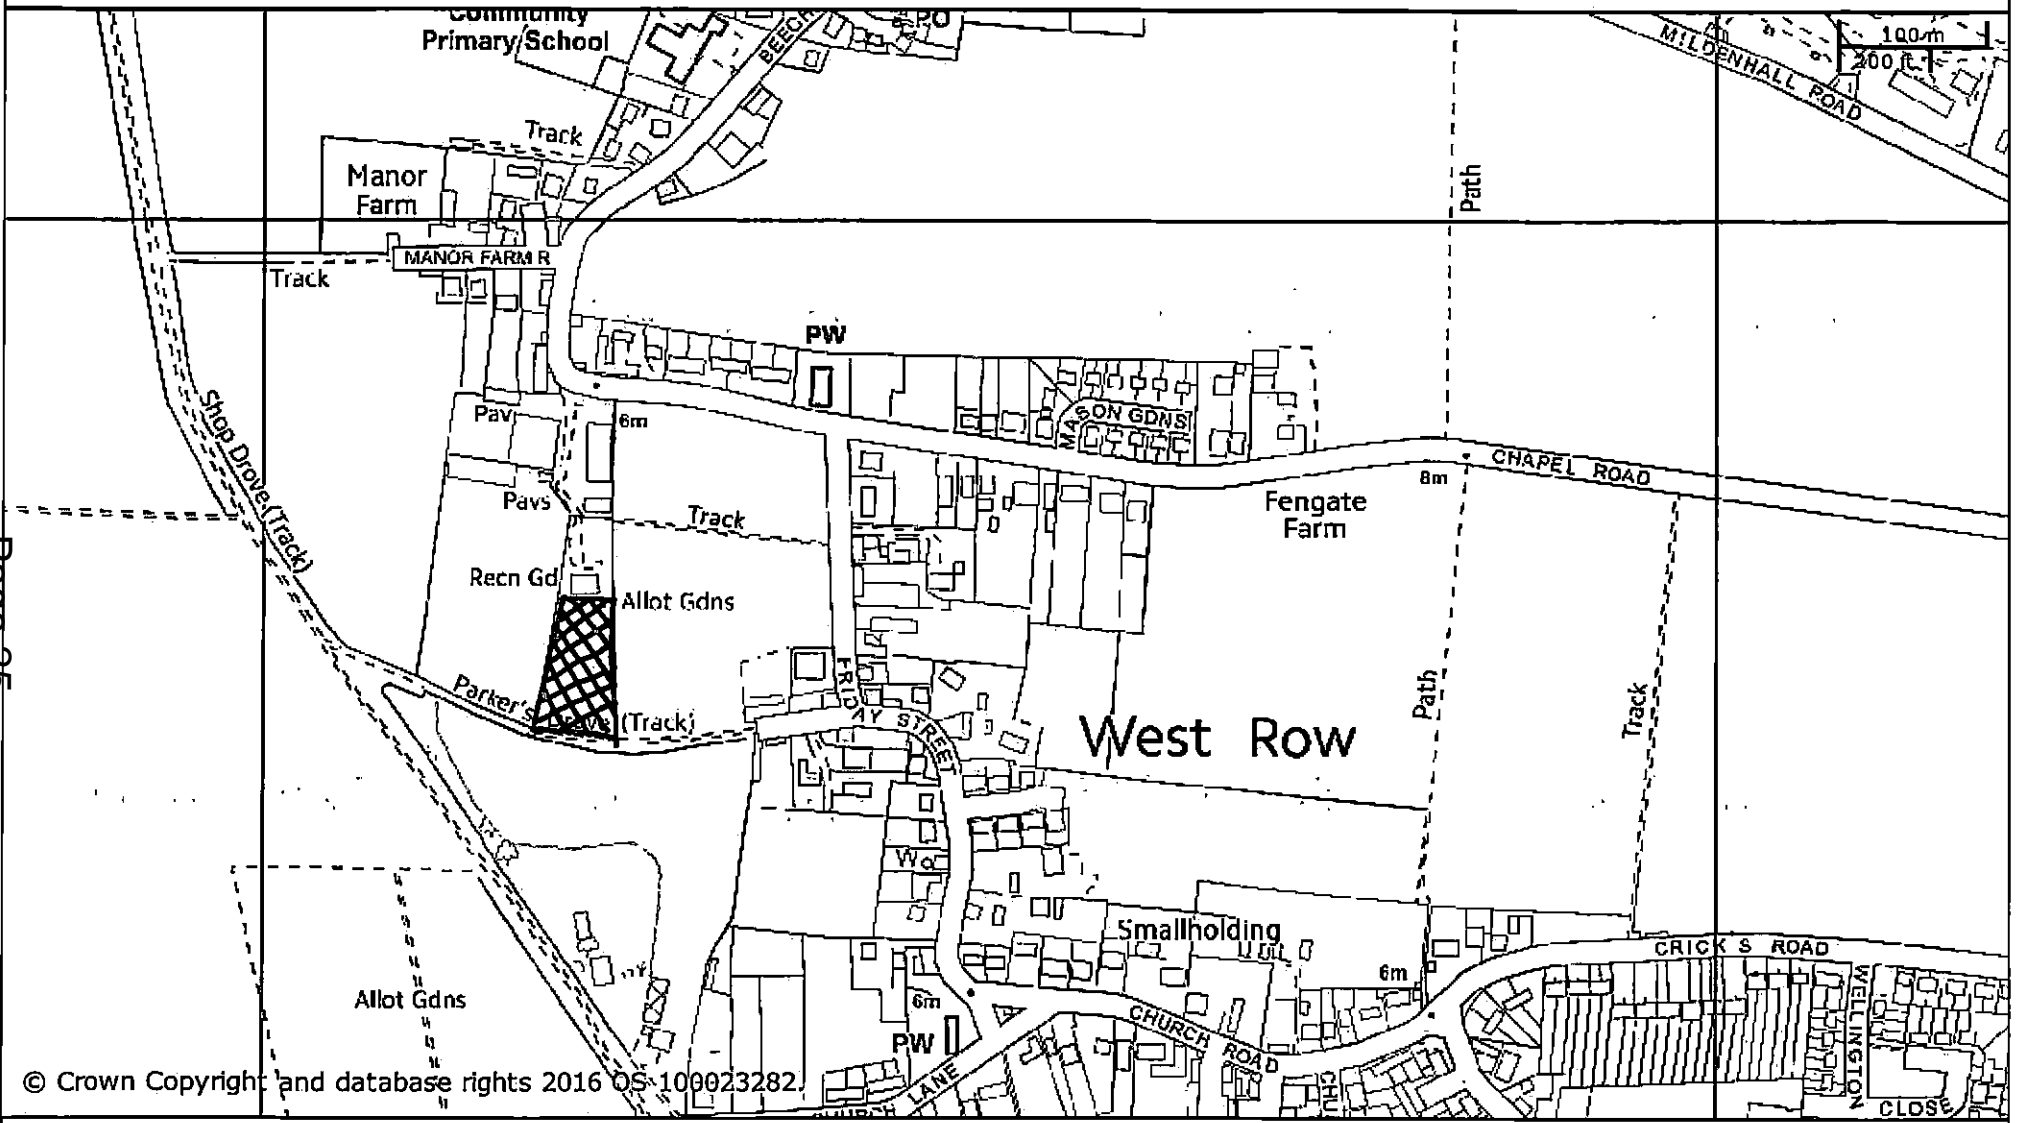 Community
Primary School
BEECH
PO
MILDENHALL ROAD
100 m
200 ft
Track
Manor
Farm
Path
MANOR FARM R
Track
PW
Shop Drove (Track)
Pav
6m
MASON GDNS
CHAPEL ROAD
8m
Pavs
Track
Fengate
Farm
Recn Gd
Allot Gdns
Parker's Drove (Track)
FRIDAY STREET
West Row
Path
Track
W
Smallholding
CRICK S ROAD
6m
Allot Gdns
6m
PW
CHURCH ROAD
WELLINGTON
CLOSE
CHURCH LANE
CHU
© Crown Copyright and database rights 2016 OS 100023282.